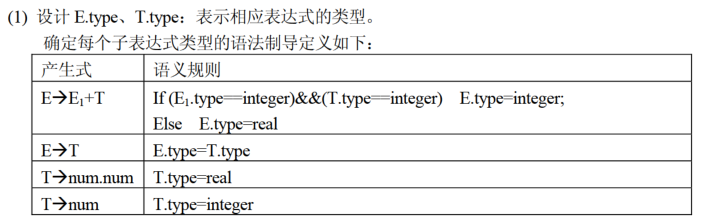 (1) 设计 E.type、T.type：表示相应表达式的类型。
确定每个子表达式类型的语法制导定义如下：
产生式 语义规则
E→E₁+T If (E₁.type==integer)&&(T.type==integer) E.type=integer;
Else E.type=real
E→T E.type=T.type
T→num.num T.type=real
T→num T.type=integer